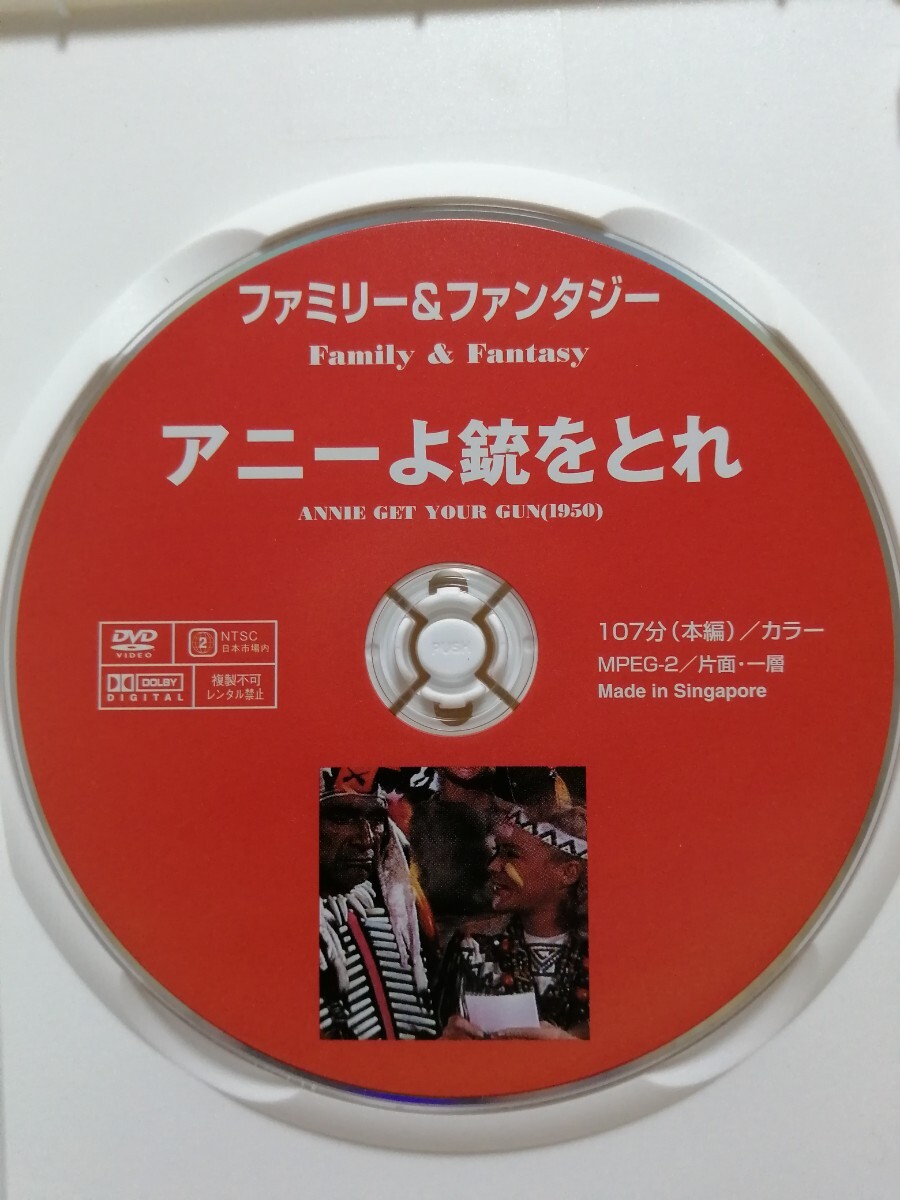 ファミリー&ファンタジー
Family & Fantasy
アニーよ銃をとれ
ANNIE GET YOUR GUN(1950)
DVD
VIDEO
2
NTSC
日本市場内
DOLBY
DIGITAL
複製不可
レンタル禁止
PUSH
107分(本編)/カラー
MPEG-2/片面・一層
Made in Singapore